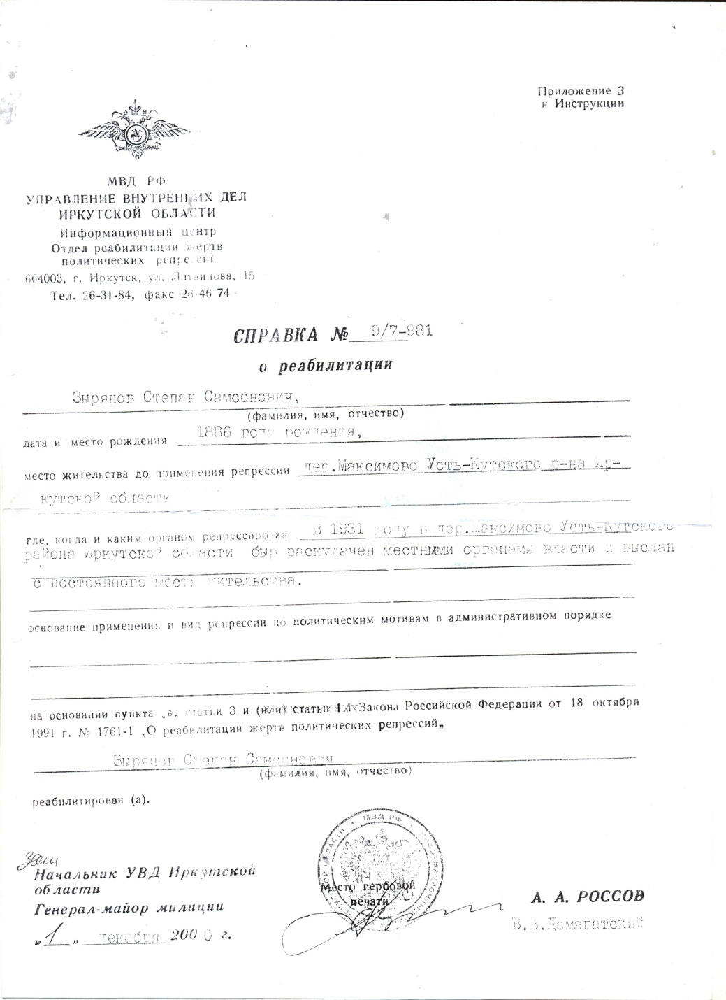 Приложение 3
к Инструкции
МВД РФ
УПРАВЛЕНИЕ ВНУТРЕННИХ ДЕЛ
ИРКУТСКОЙ ОБЛАСТИ
Информационный центр
Отдел реабилитации жертв
политических репрессий
664003, г. Иркутск, ул. Литвинова, 15
Тел. 26-31-84, факс 26 46 74
СПРАВКА № 9/7-981
о реабилитации
Зырянов Степан Самсонович,
(фамилия, имя, отчество)
дата и место рождения 1886 года рождения,
место жительства до применения репрессии дер.Максимово Усть-Кутского р-на Ир-
кутской области
где, когда и каким органом репрессирован В 1931 году в дер.Максимово Усть-Кутского
района Иркутской области был раскулачен местными органами власти и выслан
с постоянного места жительства.
основание применения и вид репрессии по политическим мотивам в административном порядке
на основании пункта „в„ статьи 3 и (или) статьи 1.1 Закона Российской Федерации от 18 октября
1991 г. № 1761-1 „О реабилитации жертв политических репрессий„
Зырянов Степан Самсонович
(фамилия, имя, отчество)
реабилитирован (а).
МВД РФ
Зам
Начальник УВД Иркутской
области
Генерал-майор милиции
Место гербовой
печати
А. А. РОССОВ
В.В.Домагатский
„1„ декабря 2000 г.